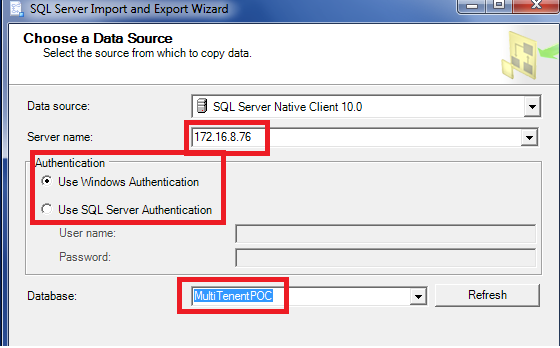 SQL Server Import and Export Wizard
Choose a Data Source
Select the source from which to copy data.
Data source: SQL Server Native Client 10.0
Server name: 172.16.8.76
Authentication
Use Windows Authentication
Use SQL Server Authentication
User name:
Password:
Database: MultiTenentPOC Refresh